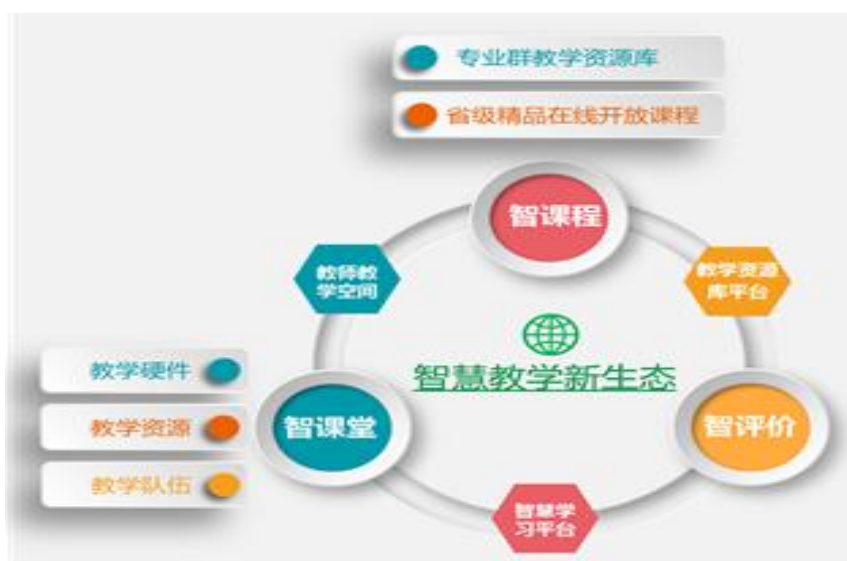 专业群教学资源库
省级精品在线开放课程
智课程
教师教
学空间
教学资源
库平台
智慧教学新生态
教学硬件
教学资源
教学队伍
智课堂
智评价
智慧学
习平台